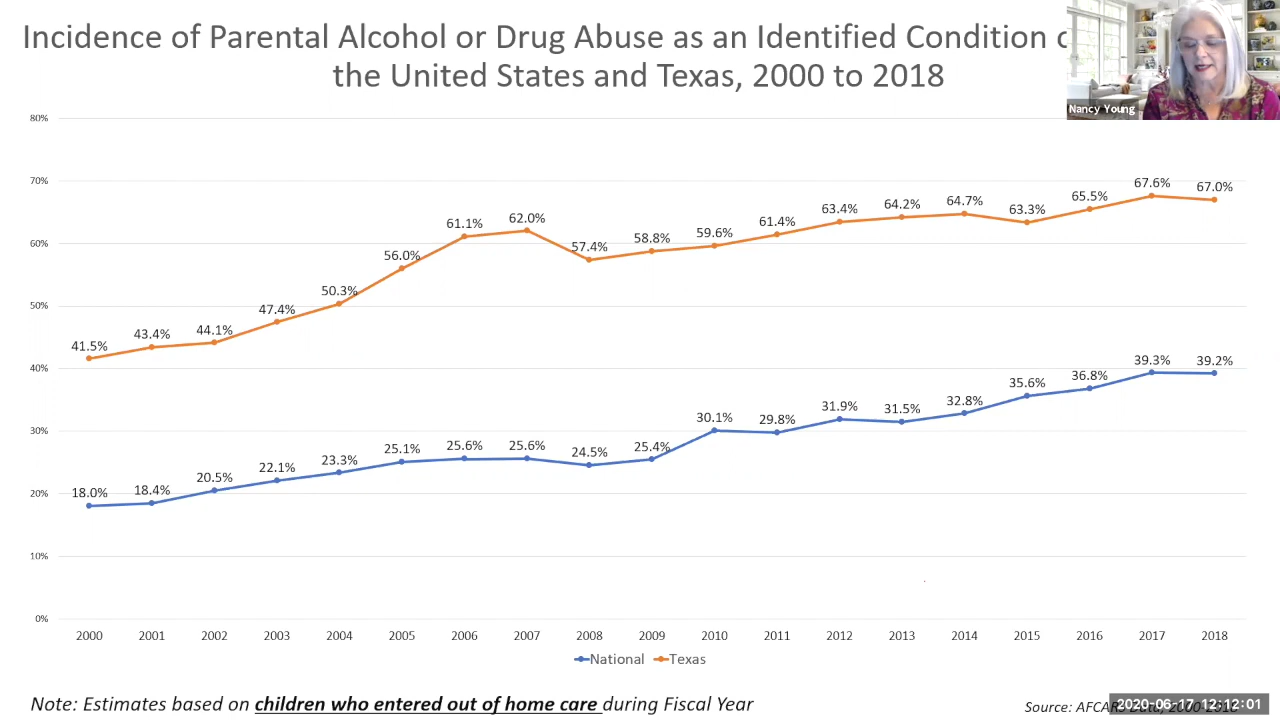 Incidence of Parental Alcohol or Drug Abuse as an Identified Condition
the United States and Texas, 2000 to 2018
Nancy Young
80%
70%
60%
50%
40%
30%
20%
10%
0%
41.5% 43.4% 44.1% 47.4% 50.3% 56.0% 61.1% 62.0% 57.4% 58.8% 59.6% 61.4% 63.4% 64.2% 64.7% 63.3% 65.5% 67.6% 67.0%
18.0% 18.4% 20.5% 22.1% 23.3% 25.1% 25.6% 25.6% 24.5% 25.4% 30.1% 29.8% 31.9% 31.5% 32.8% 35.6% 36.8% 39.3% 39.2%
2000 2001 2002 2003 2004 2005 2006 2007 2008 2009 2010 2011 2012 2013 2014 2015 2016 2017 2018
National Texas
Note: Estimates based on children who entered out of home care during Fiscal Year
Source: AFCARS Data, 2000-2018
2020-06-17 12:12:01